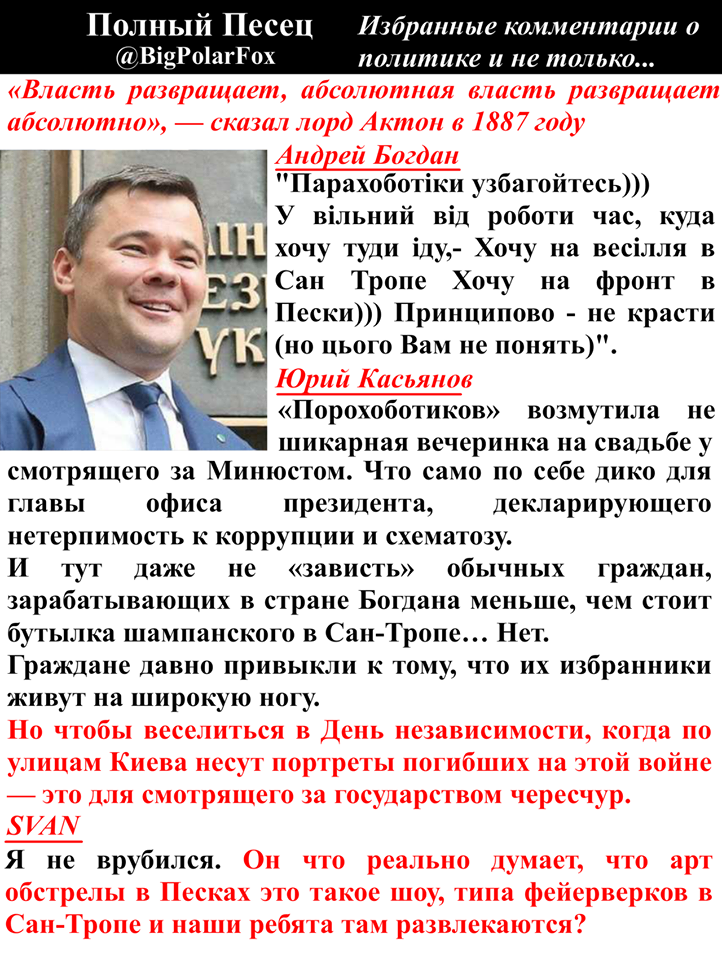 Полный Песец
@BigPolarFox
Избранные комментарии о
политике и не только...
«Власть развращает, абсолютная власть развращает
абсолютно», — сказал лорд Актон в 1887 году
Андрей Богдан
"Парахоботіки узбагойтесь)))
У вільний від роботи час, куда
хочу туди іду,- Хочу на весілля в
Сан Тропе Хочу на фронт в
Пески))) Принципово - не красти
(но цього Вам не понять)".
Юрий Касьянов
«Порохоботиков» возмутила не
шикарная вечеринка на свадьбе у
смотрящего за Минюстом. Что само по себе дико для
главы офиса президента, декларирующего
нетерпимость к коррупции и схематозу.
И тут даже не «зависть» обычных граждан,
зарабатывающих в стране Богдана меньше, чем стоит
бутылка шампанского в Сан-Тропе… Нет.
Граждане давно привыкли к тому, что их избранники
живут на широкую ногу.
Но чтобы веселиться в День независимости, когда по
улицам Киева несут портреты погибших на этой войне
— это для смотрящего за государством чересчур.
SVAN
Я не врубился. Он что реально думает, что арт
обстрелы в Песках это такое шоу, типа фейерверков в
Сан-Тропе и наши ребята там развлекаются?